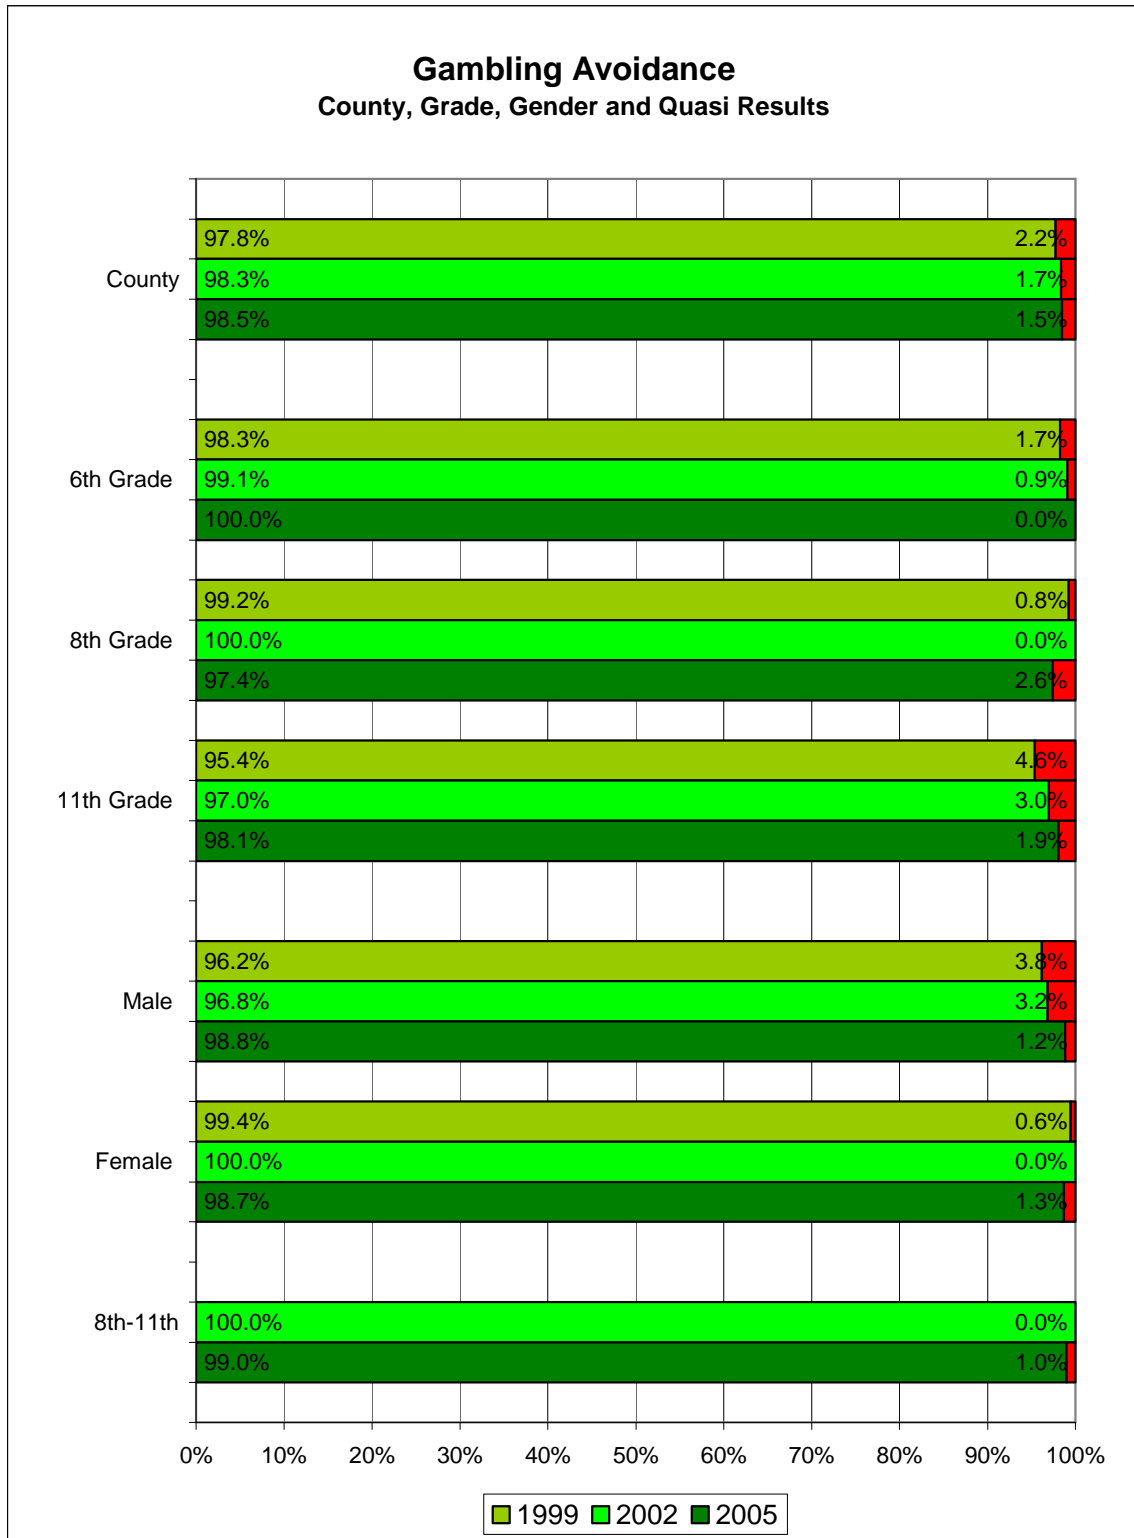 Gambling Avoidance
County, Grade, Gender and Quasi Results
97.8% 2.2%
County
98.3% 1.7%
98.5% 1.5%
98.3% 1.7%
6th Grade
99.1% 0.9%
100.0% 0.0%
99.2% 0.8%
8th Grade
100.0% 0.0%
97.4% 2.6%
95.4% 4.6%
11th Grade
97.0% 3.0%
98.1% 1.9%
96.2% 3.8%
Male
96.8% 3.2%
98.8% 1.2%
99.4% 0.6%
Female
100.0% 0.0%
98.7% 1.3%
8th-11th
100.0% 0.0%
99.0% 1.0%
0% 10% 20% 30% 40% 50% 60% 70% 80% 90% 100%
1999 2002 2005